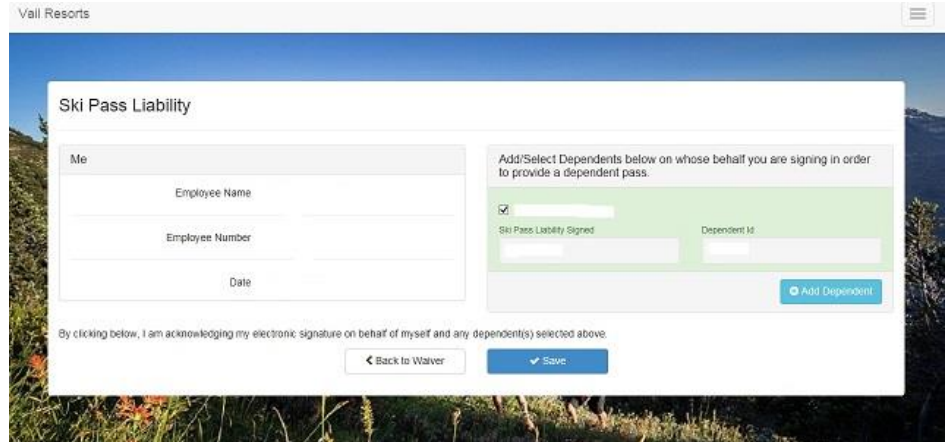 Vail Resorts
Ski Pass Liability
Me
Employee Name
Employee Number
Date
Add/Select Dependents below on whose behalf you are signing in order
to provide a dependent pass.
Ski Pass Liability Signed
Dependent Id
Add Dependent
By clicking below, I am acknowledging my electronic signature on behalf of myself and any dependent(s) selected above.
Back to Waiver
Save